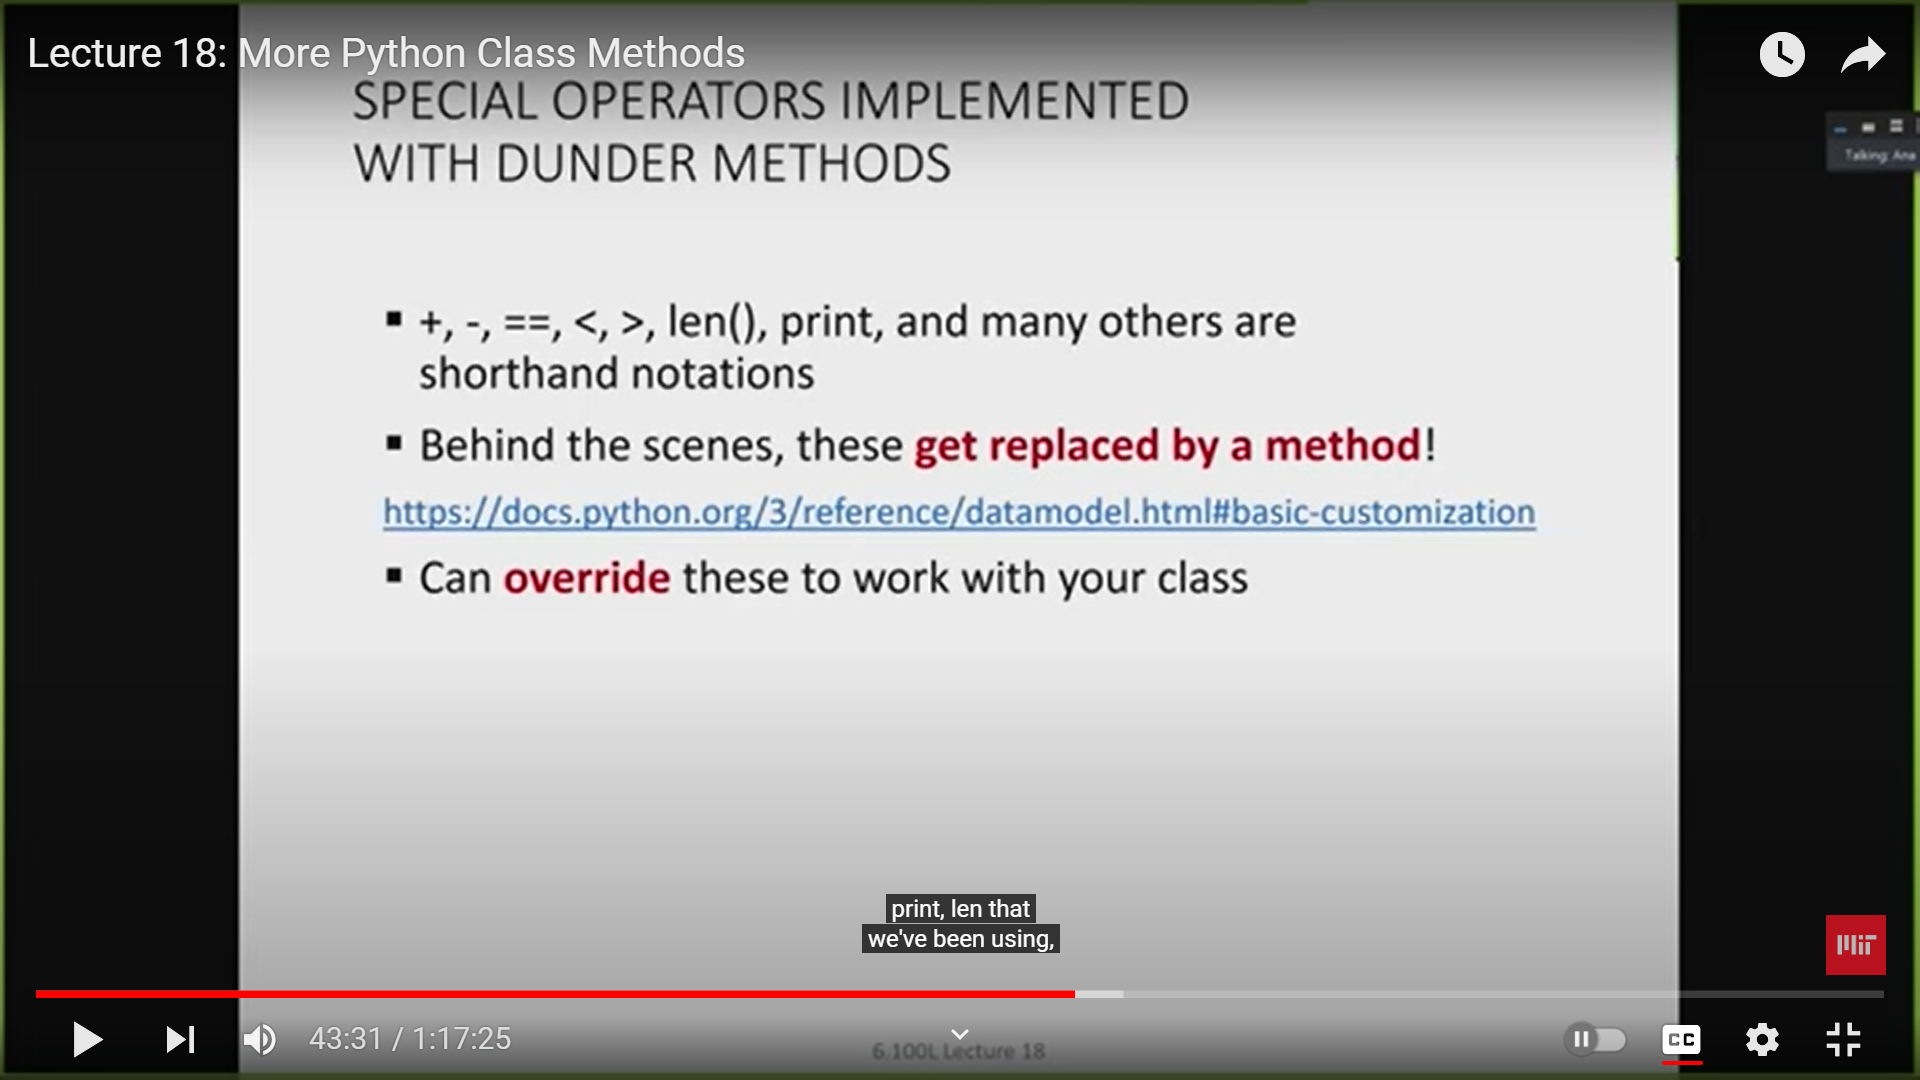 Lecture 18: More Python Class Methods
SPECIAL OPERATORS IMPLEMENTED
WITH DUNDER METHODS
Talking: Ana
▪ +, -, ==, <, >, len(), print, and many others are
shorthand notations
▪ Behind the scenes, these get replaced by a method!
https://docs.python.org/3/reference/datamodel.html#basic-customization
▪ Can override these to work with your class
print, len that
we've been using,
MIT
43:31 / 1:17:25
CC
6.100L Lecture 18